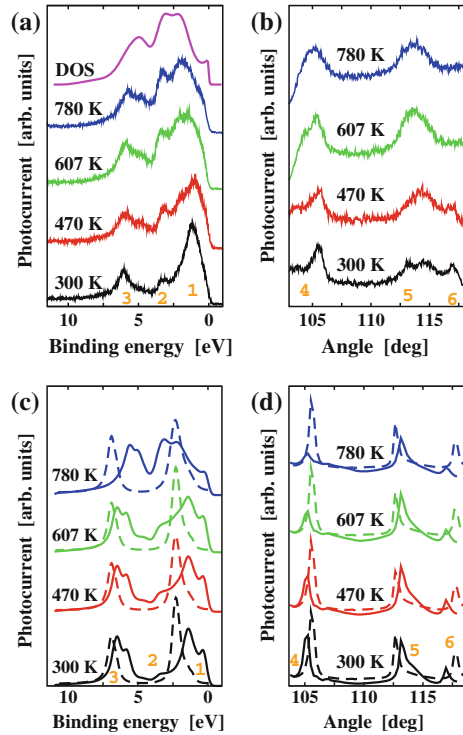 (a)
(b)
Photocurrent [arb. units]
DOS
780 K
607 K
470 K
300 K
3
2
1
10
5
0
Binding energy [eV]
Photocurrent [arb. units]
780 K
607 K
470 K
300 K
4
5
6
105
110
115
Angle [deg]
(c)
(d)
Photocurrent [arb. units]
780 K
607 K
470 K
300 K
3
2
1
10
5
0
Binding energy [eV]
Photocurrent [arb. units]
780 K
607 K
470 K
300 K
4
5
6
105
110
115
Angle [deg]